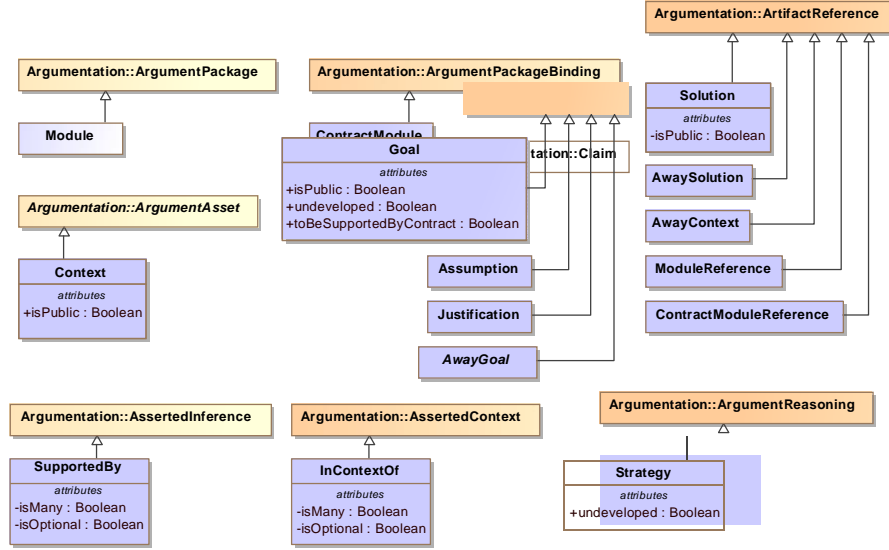 Argumentation::ArtifactReference
Argumentation::ArgumentPackage
Argumentation::ArgumentPackageBinding
Module
ContractModule
Solution
attributes
-isPublic : Boolean
Goal
attributes
+isPublic : Boolean
+undeveloped : Boolean
+toBeSupportedByContract : Boolean
tation::Claim
AwaySolution
Argumentation::ArgumentAsset
AwayContext
Context
attributes
+isPublic : Boolean
Assumption
ModuleReference
Justification
ContractModuleReference
AwayGoal
Argumentation::AssertedInference
Argumentation::AssertedContext
Argumentation::ArgumentReasoning
SupportedBy
attributes
-isMany : Boolean
-isOptional : Boolean
InContextOf
attributes
-isMany : Boolean
-isOptional : Boolean
Strategy
attributes
+undeveloped : Boolean